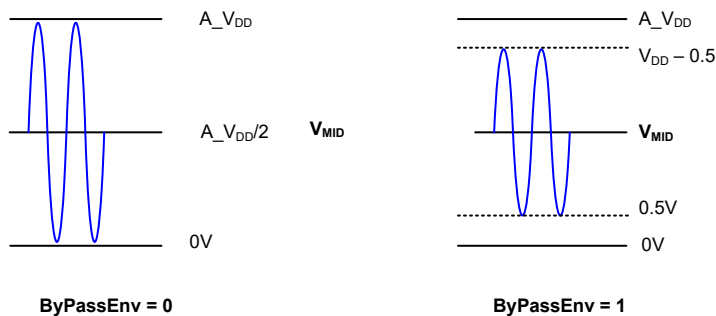 A_VDD
A_VDD/2
VMID
0V
ByPassEnv = 0
A_VDD
VDD – 0.5
VMID
0.5V
0V
ByPassEnv = 1